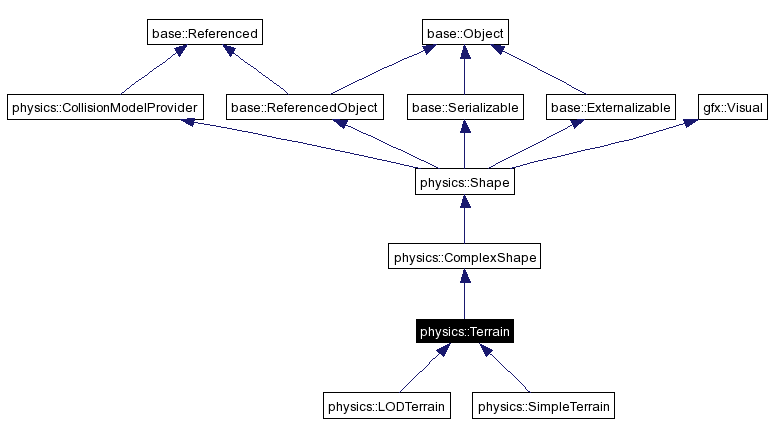 base::Referenced
base::Object
physics::CollisionModelProvider
base::ReferencedObject
base::Serializable
base::Externalizable
gfx::Visual
physics::Shape
physics::ComplexShape
physics::Terrain
physics::LODTerrain
physics::SimpleTerrain